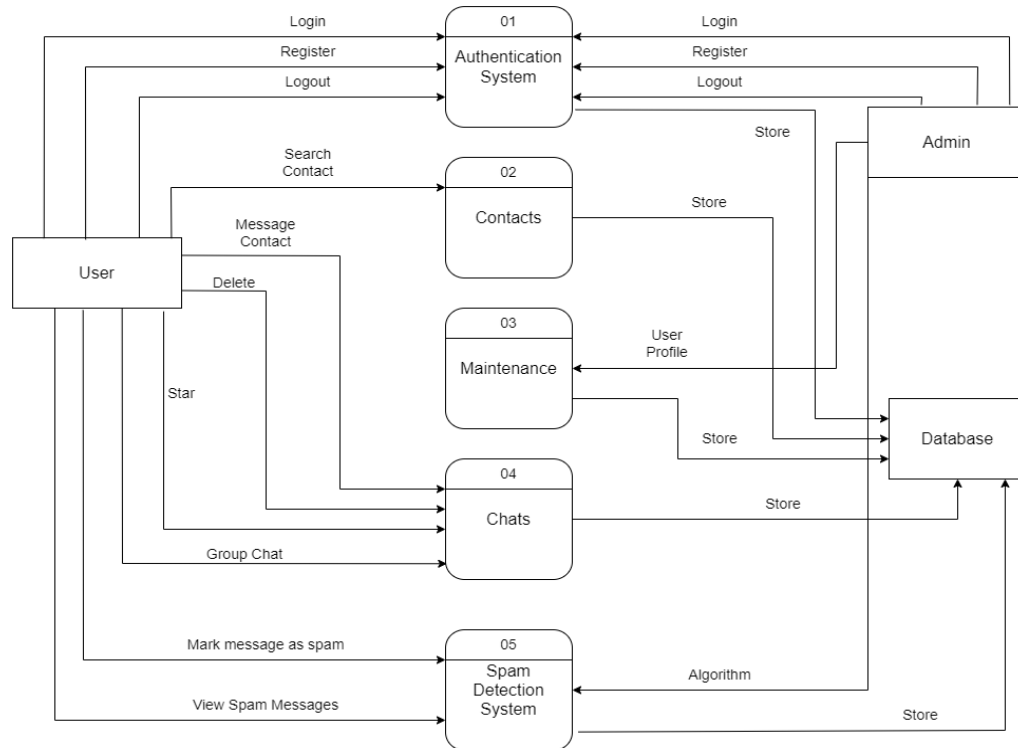 Login
01
Login
Register
Authentication
System
Register
Logout
Logout
Store
Admin
Search
Contact
02
Contacts
Store
Message
Contact
User
Delete
03
Maintenance
User
Profile
Star
Store
Database
04
Chats
Store
Group Chat
Mark message as spam
05
Spam
Detection
System
Algorithm
View Spam Messages
Store